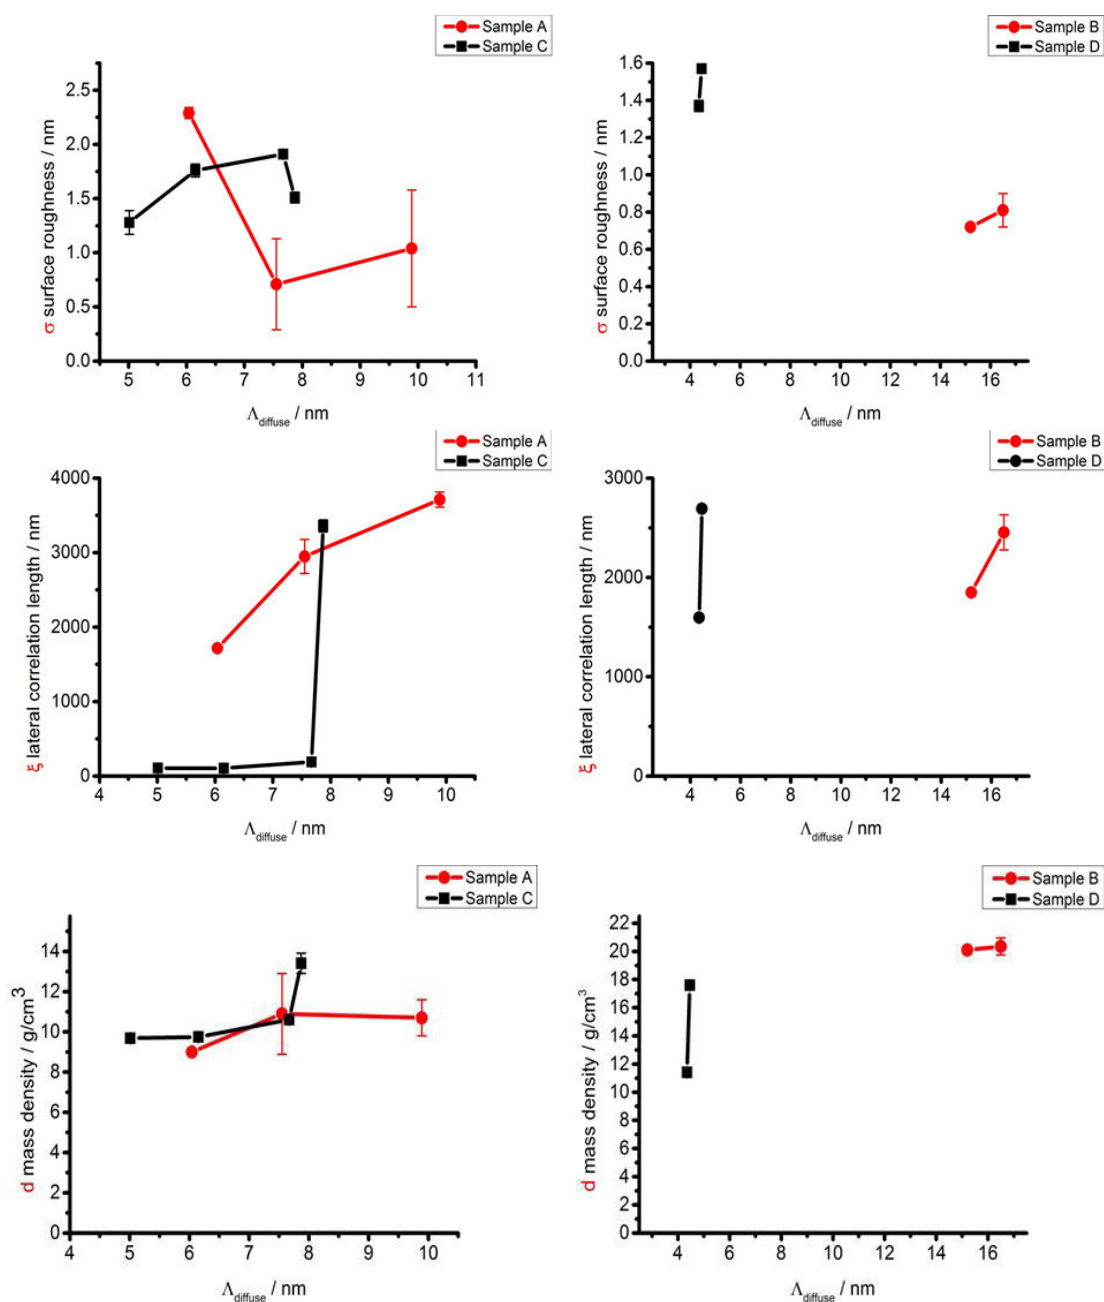 Sample A
Sample C
2.5
2.0
1.5
1.0
0.5
0.0
σ surface roughness / nm
5 6 7 8 9 10 11
Λdiffuse / nm
Sample B
Sample D
1.6
1.4
1.2
1.0
0.8
0.6
0.4
0.2
0.0
σ surface roughness / nm
4 6 8 10 12 14 16
Λdiffuse / nm
Sample A
Sample C
4000
3000
2000
1000
0
ξ lateral correlation length / nm
4 5 6 7 8 9 10
Λdiffuse / nm
Sample B
Sample D
3000
2000
1000
0
ξ lateral correlation length / nm
4 6 8 10 12 14 16
Λdiffuse / nm
Sample A
Sample C
14
12
10
8
6
4
2
0
d mass density / g/cm³
4 5 6 7 8 9 10
Λdiffuse / nm
Sample B
Sample D
22
20
18
16
14
12
10
8
6
4
2
0
d mass density / g/cm³
4 6 8 10 12 14 16
Λdiffuse / nm